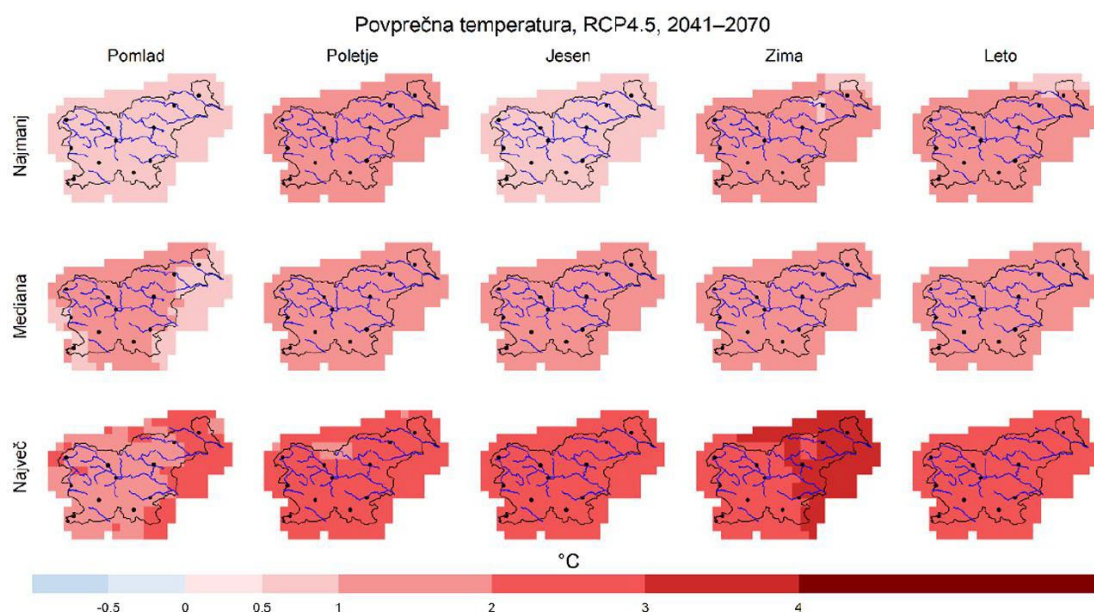 Povprečna temperatura, RCP4.5, 2041–2070
Pomlad Poletje Jesen Zima Leto
Najmanj
Mediana
Največ
°C
-0.5 0 0.5 1 2 3 4